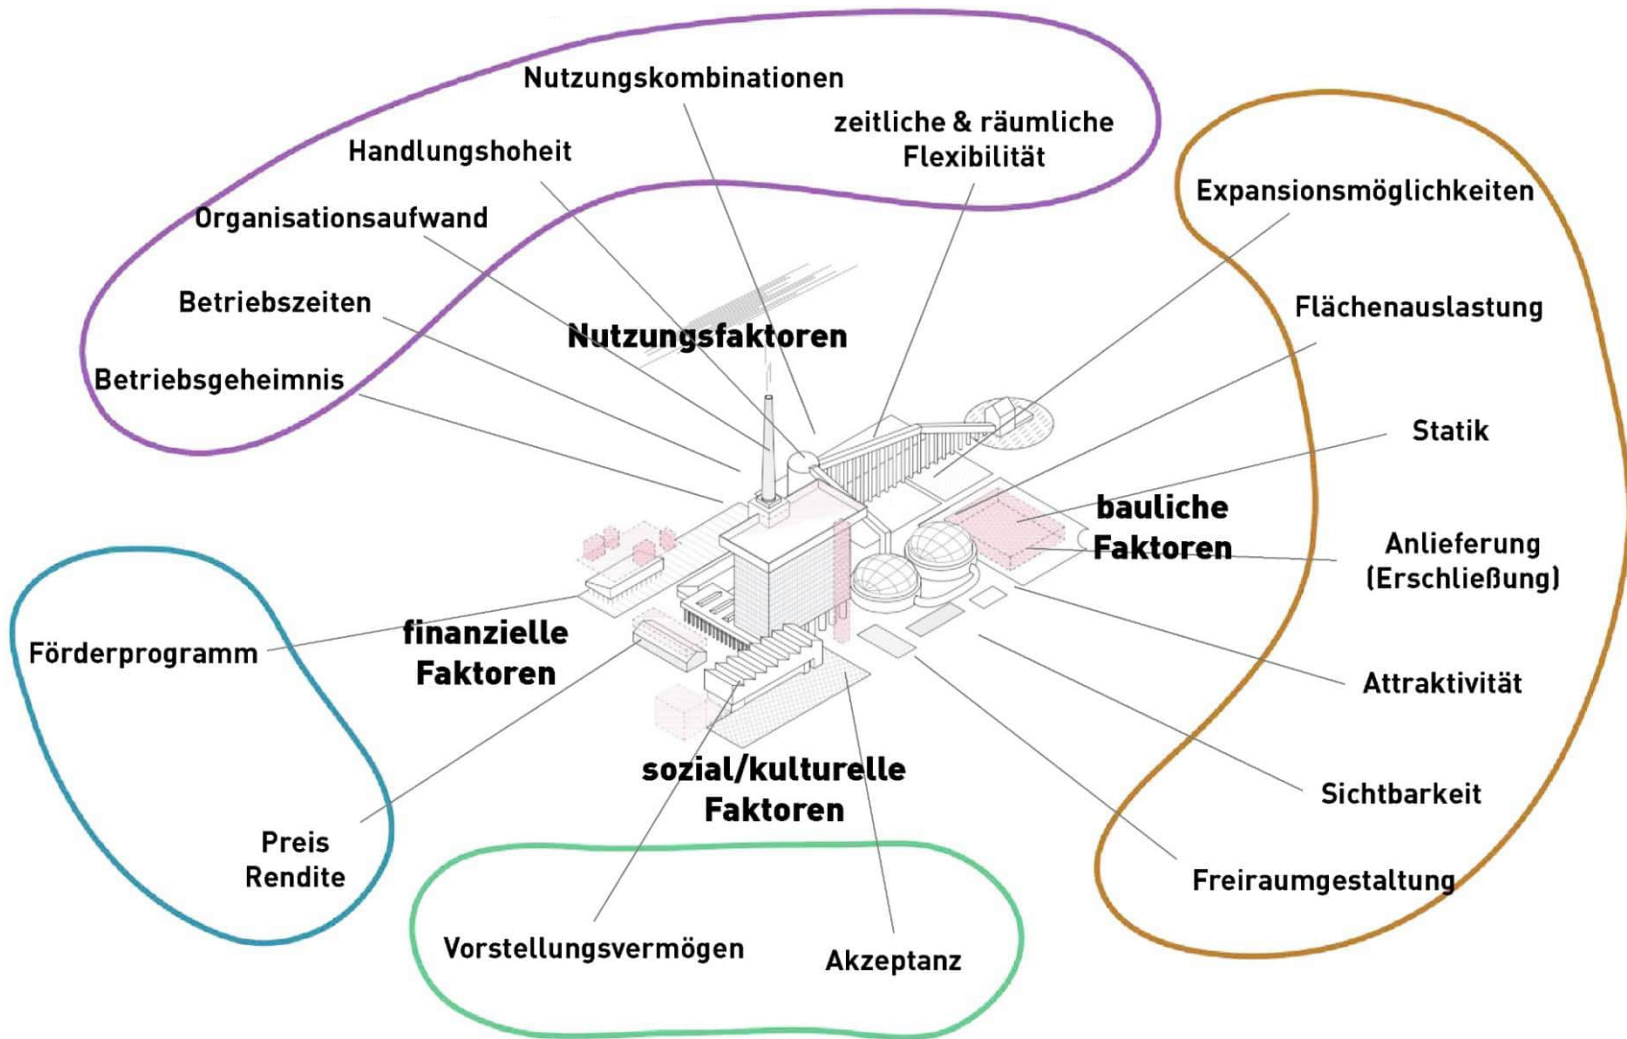 Nutzungskombinationen
zeitliche & räumliche
Flexibilität
Handlungshoheit
Organisationsaufwand
Betriebszeiten
Betriebsgeheimnis
Nutzungsfaktoren
Expansionsmöglichkeiten
Flächenauslastung
Statik
bauliche
Faktoren
Anlieferung
(Erschließung)
Attraktivität
Sichtbarkeit
Freiraumgestaltung
finanzielle
Faktoren
Förderprogramm
Preis
Rendite
sozial/kulturelle
Faktoren
Vorstellungsvermögen
Akzeptanz